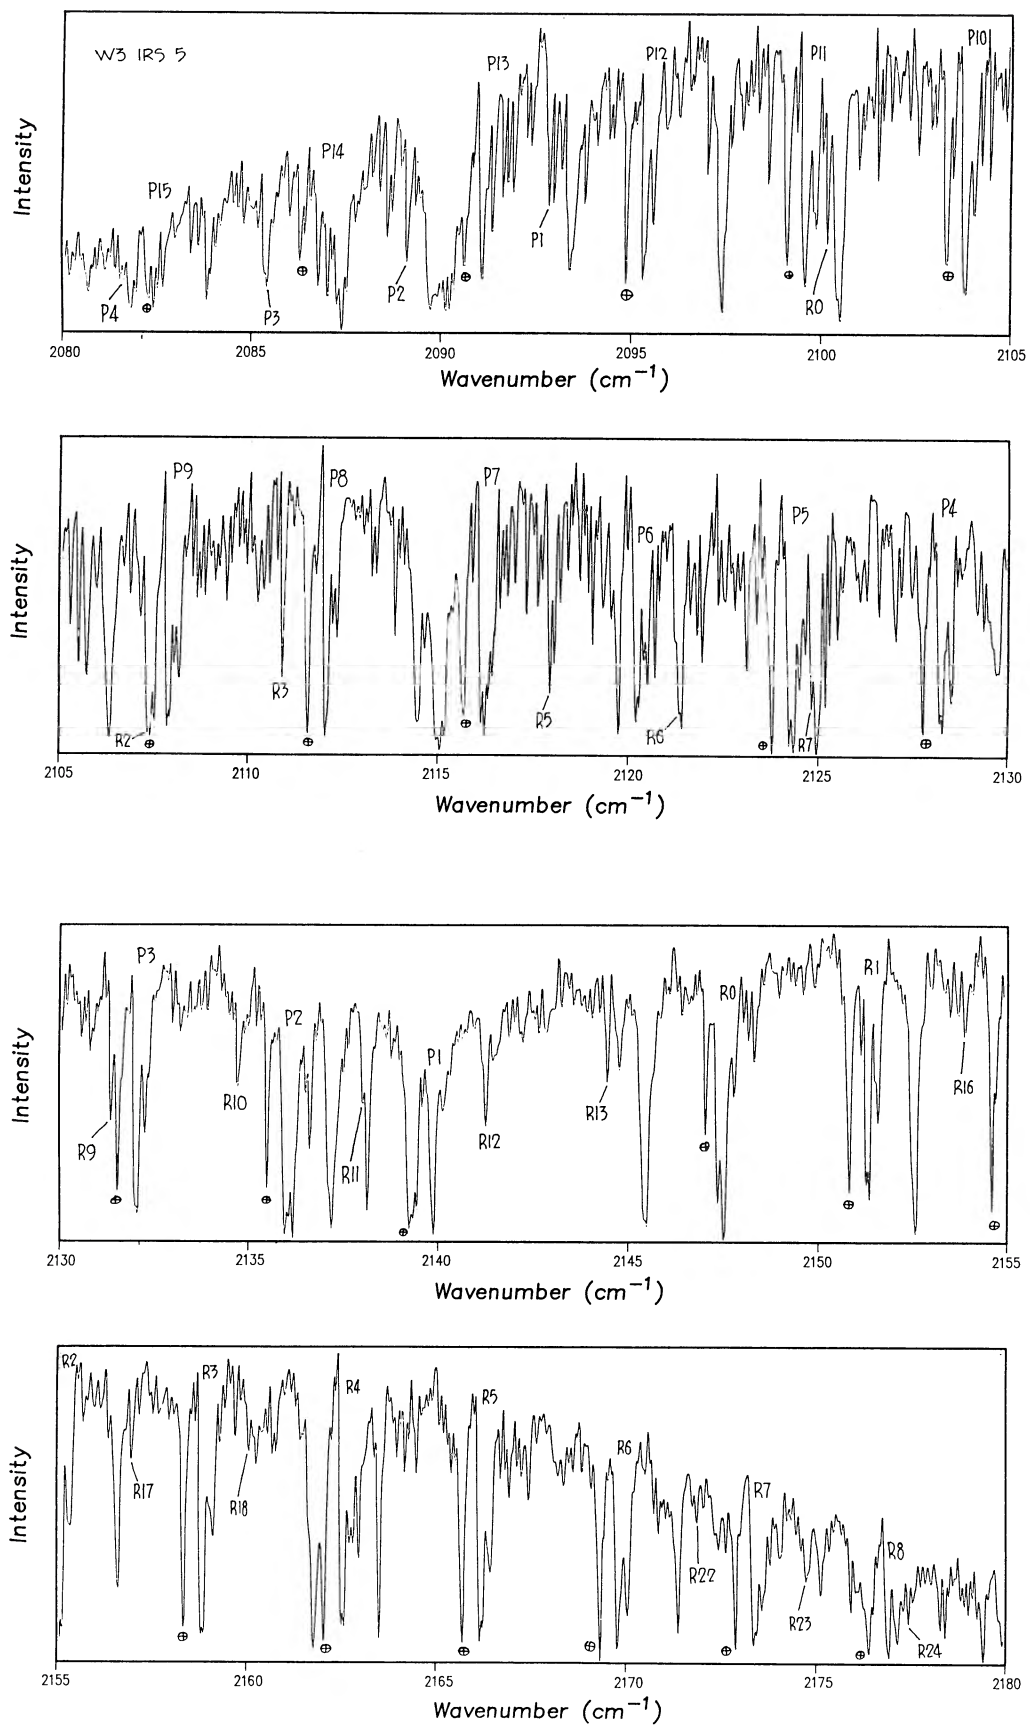 W3 IRS 5
P15 P14 P13 P12 P11 P10
P4 P3 P2 P1 R0
⊕ ⊕ ⊕ ⊕ ⊕ ⊕
Intensity
2080 2085 2090 2095 2100 2105
Wavenumber (cm−1)
P9 P8 P7 P6 P5 P4
R2 R3 R5 R6 R7
⊕ ⊕ ⊕ ⊕ ⊕
Intensity
2105 2110 2115 2120 2125 2130
Wavenumber (cm−1)
P3 P2 P1 R0 R1
R9 R10 R11 R12 R13 R16
⊕ ⊕ ⊕ ⊕ ⊕ ⊕
Intensity
2130 2135 2140 2145 2150 2155
Wavenumber (cm−1)
R2 R3 R4 R5 R6 R7 R8
R17 R18 R22 R23 R24
⊕ ⊕ ⊕ ⊕ ⊕ ⊕
Intensity
2155 2160 2165 2170 2175 2180
Wavenumber (cm−1)